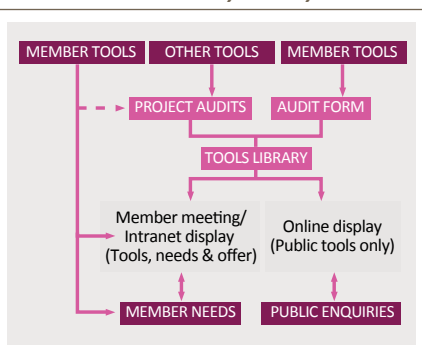 MEMBER TOOLS
OTHER TOOLS
MEMBER TOOLS
PROJECT AUDITS
AUDIT FORM
TOOLS LIBRARY
Member meeting/
Intranet display
(Tools, needs & offer)
Online display
(Public tools only)
MEMBER NEEDS
PUBLIC ENQUIRIES